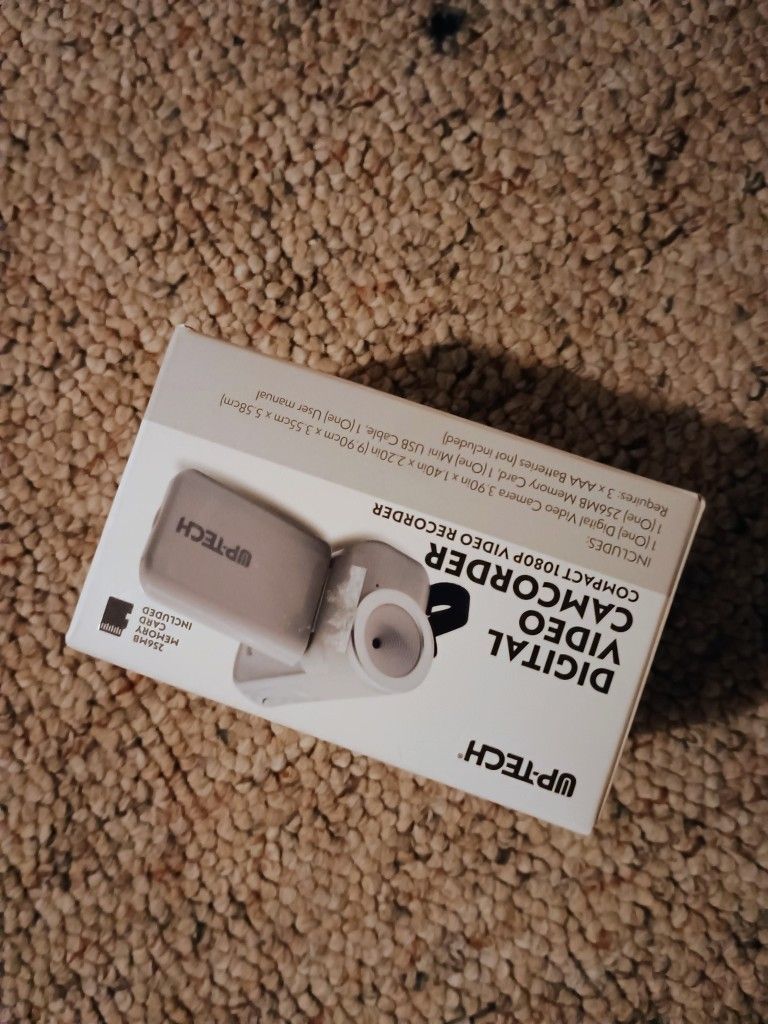 UP-TECH®
DIGITAL
VIDEO
CAMCORDER
COMPACT 1080P VIDEO RECORDER
UP-TECH
256MB
MEMORY
CARD
INCLUDED
INCLUDES:
1 (One) Digital Video Camera 3.90in x 1.40in x 2.20in (9.90cm x 3.55cm x 5.58cm)
1 (One) 256MB Memory Card, 1 (One) Mini USB Cable, 1 (One) User manual
Requires: 3 x AAA Batteries (not included)